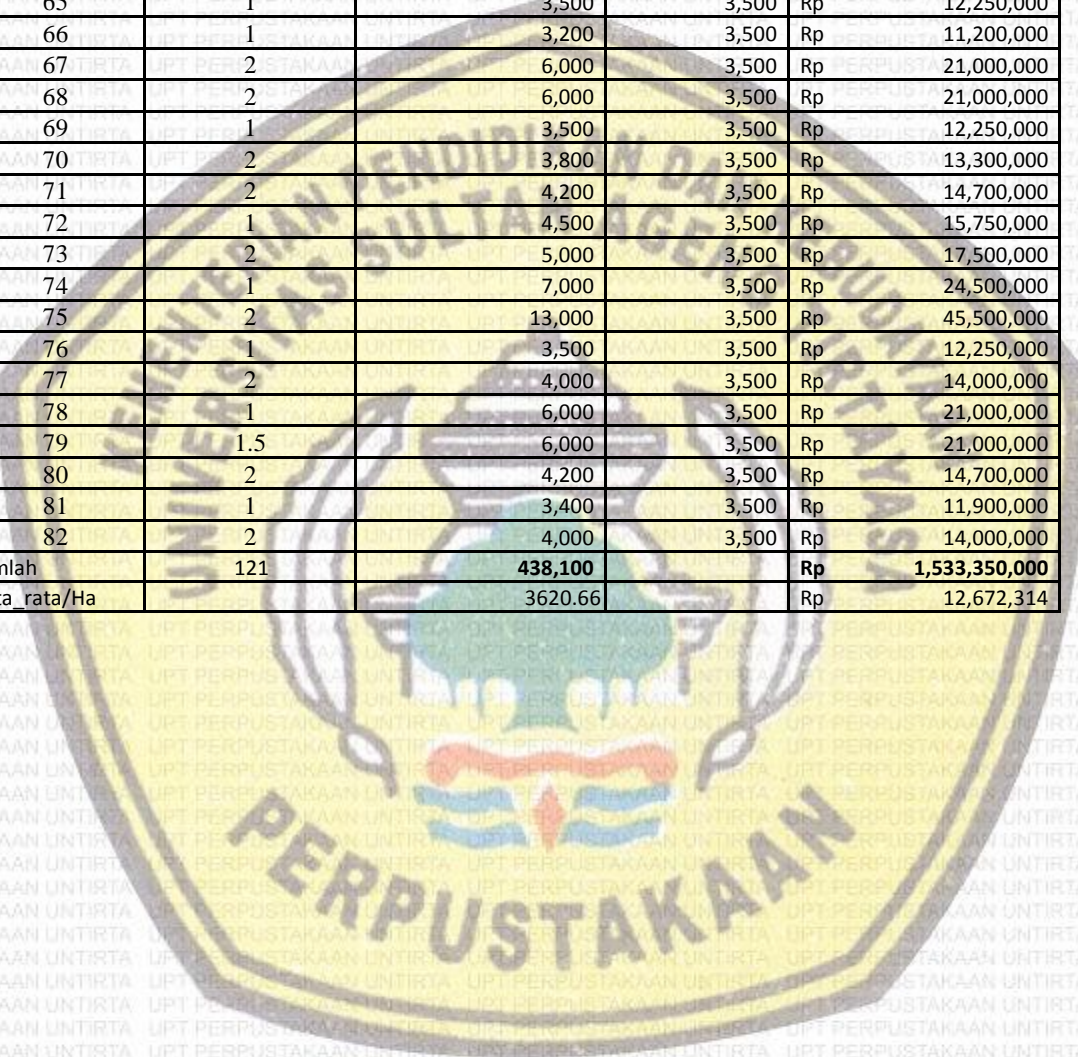 65 1 3,500 3,500 Rp 12,250,000
66 1 3,200 3,500 Rp 11,200,000
67 2 6,000 3,500 Rp 21,000,000
68 2 6,000 3,500 Rp 21,000,000
69 1 3,500 3,500 Rp 12,250,000
70 2 3,800 3,500 Rp 13,300,000
71 2 4,200 3,500 Rp 14,700,000
72 1 4,500 3,500 Rp 15,750,000
73 2 5,000 3,500 Rp 17,500,000
74 1 7,000 3,500 Rp 24,500,000
75 2 13,000 3,500 Rp 45,500,000
76 1 3,500 3,500 Rp 12,250,000
77 2 4,000 3,500 Rp 14,000,000
78 1 6,000 3,500 Rp 21,000,000
79 1.5 6,000 3,500 Rp 21,000,000
80 2 4,200 3,500 Rp 14,700,000
81 1 3,400 3,500 Rp 11,900,000
82 2 4,000 3,500 Rp 14,000,000
mlah 121 438,100 Rp 1,533,350,000
ta_rata/Ha 3620.66 Rp 12,672,314
KEMENTERIAN PENDIDIKAN DAN KEBUDAYAAN
UNIVERSITAS SULTAN AGENG TIRTAYASA
PERPUSTAKAAN